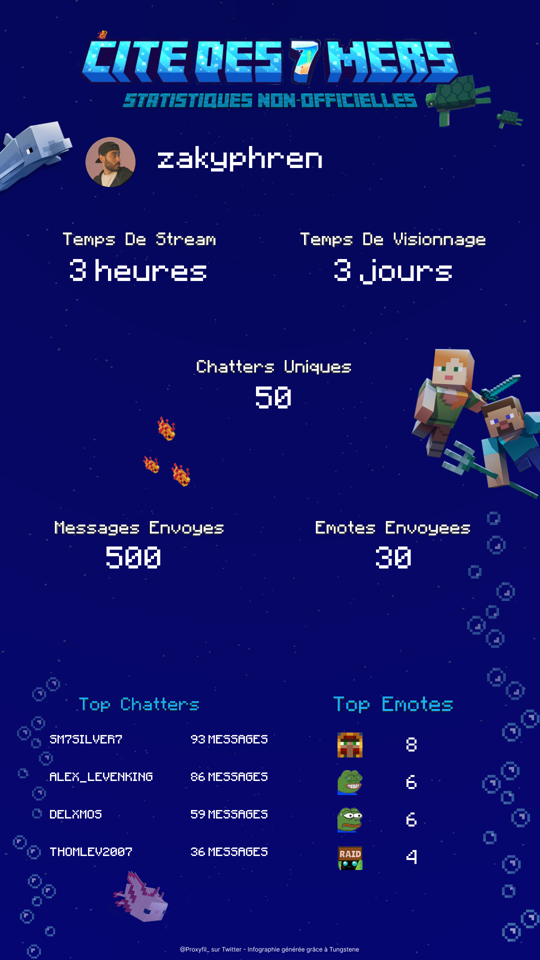 CITE DES 7 MERS
STATISTIQUES NON-OFFICIELLES
zakyphren
Temps De Stream
3 heures
Temps De Visionnage
3 jours
Chatters Uniques
50
Messages Envoyes
500
Emotes Envoyees
30
Top Chatters
SM7SILVER7 93 MESSAGES
ALEX_LEVENKING 86 MESSAGES
DELXMOS 59 MESSAGES
THOMLEV2007 36 MESSAGES
Top Emotes
8
6
6
RAID 4
@Proxyfil_ sur Twitter - Infographie générée grâce à Tungstene